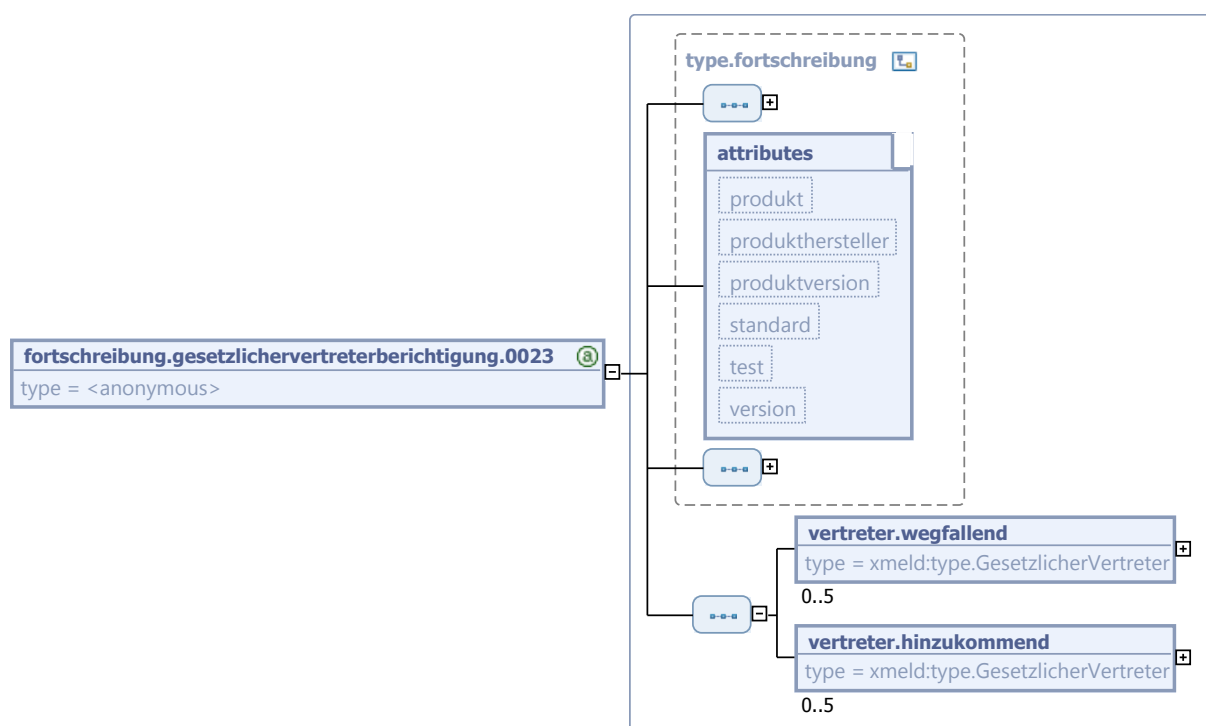 type.fortschreibung
attributes
produkt
produkthersteller
produktversion
standard
test
version
fortschreibung.gesetzlichervertreterberichtigung.0023
type = <anonymous>
vertreter.wegfallend
type = xmeld:type.GesetzlicherVertreter
0..5
vertreter.hinzukommend
type = xmeld:type.GesetzlicherVertreter
0..5